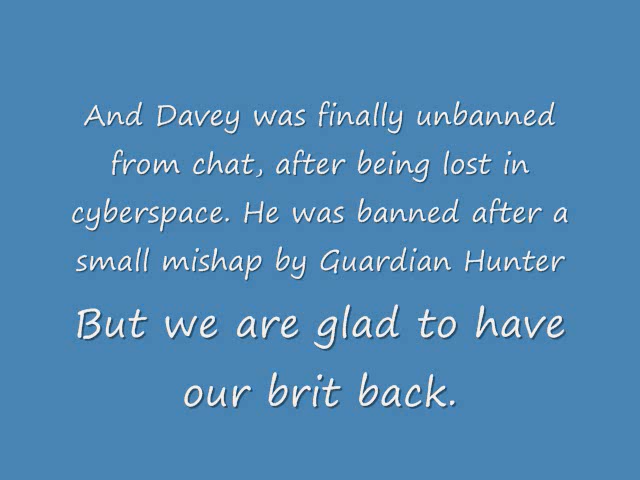 And Davey was finally unbanned
from chat, after being lost in
cyberspace. He was banned after a
small mishap by Guardian Hunter
But we are glad to have
our brit back.